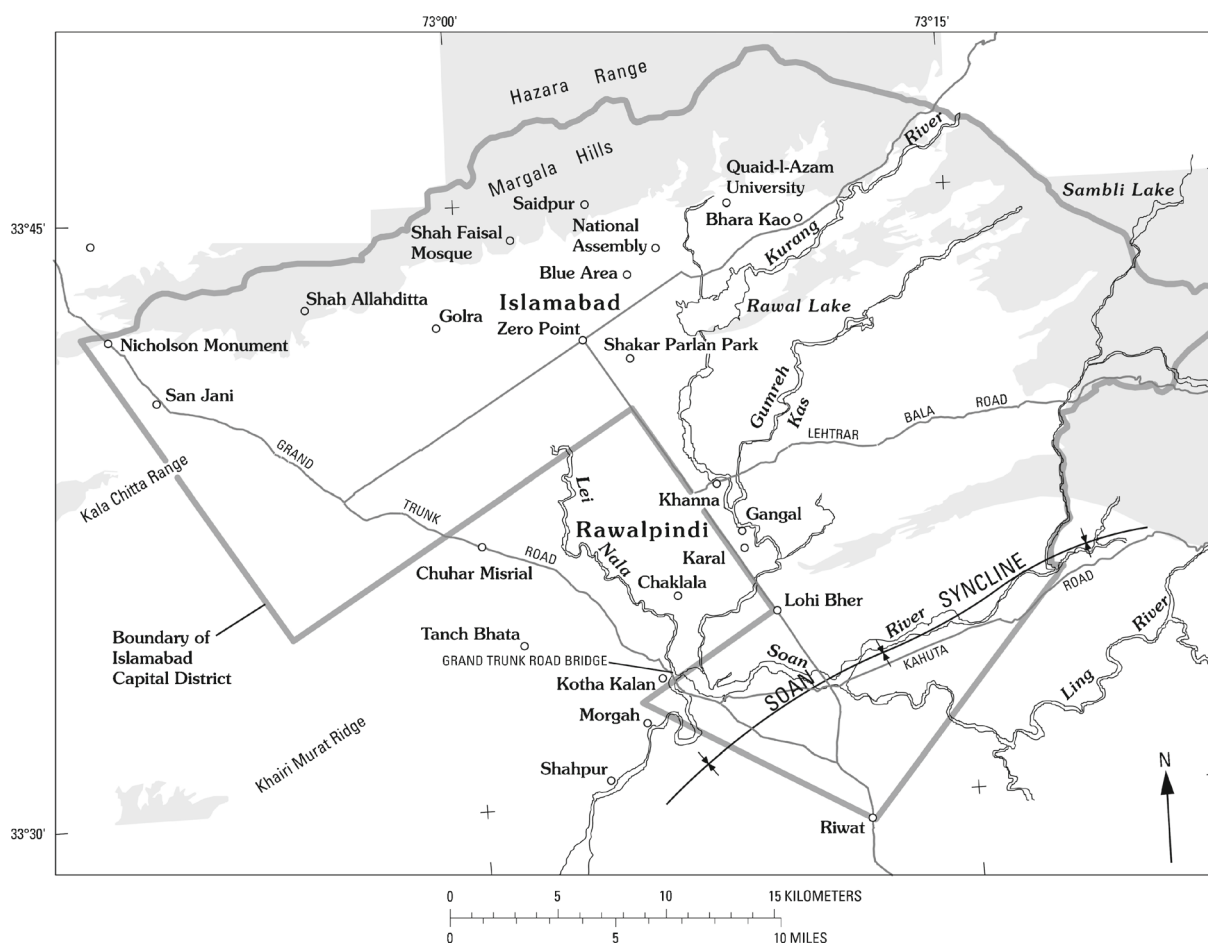 73°00'
73°15'
Hazara Range
Margala Hills
River
Quaid-I-Azam
University
Sambli Lake
Saidpur
Bhara Kao
33°45'
Shah Faisal
Mosque
National
Assembly
Kurang
Blue Area
Shah Allahditta
Islamabad
Rawal Lake
Golra
Zero Point
Nicholson Monument
Shakar Parlan Park
San Jani
Gumreh
Kas
GRAND
LEHTRAR
BALA
ROAD
Kala Chitta Range
Lei
Khanna
TRUNK
Gangal
Rawalpindi
ROAD
Karal
Nala
Chuhar Misrial
Chaklala
SYNCLINE
ROAD
Lohi Bher
River
River
Boundary of
Islamabad
Capital District
Tanch Bhata
GRAND TRUNK ROAD BRIDGE
Soan
KAHUTA
Kotha Kalan
SOAN
Ling
Morgah
Khairi Murat Ridge
Shahpur
N
Riwat
33°30'
0 5 10 15 KILOMETERS
0 5 10 MILES